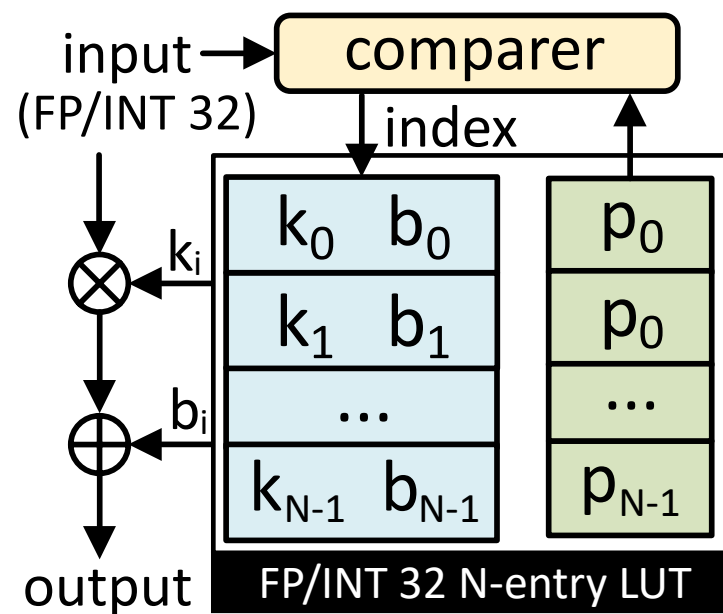 input
(FP/INT 32)
comparer
index
k0 b0
k1 b1
...
kN-1 bN-1
p0
p0
...
pN-1
ki
bi
output
FP/INT 32 N-entry LUT